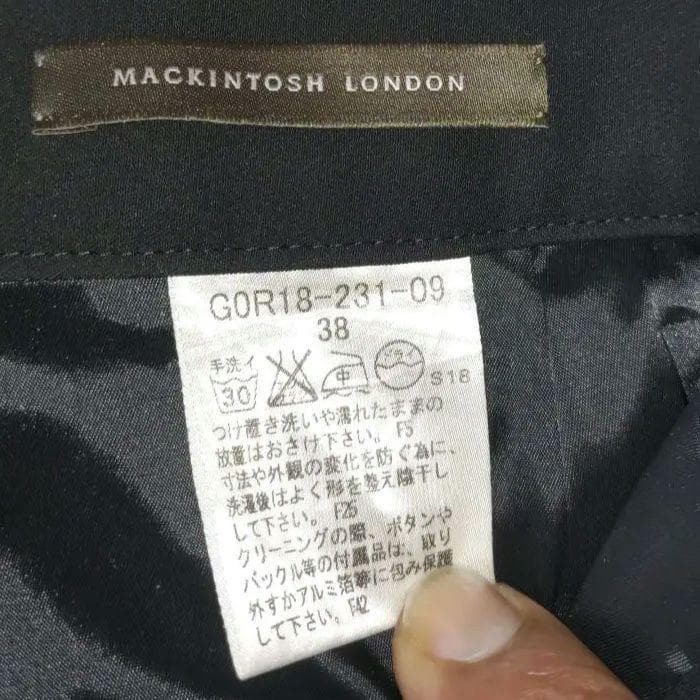 MACKINTOSH LONDON
G0R18-231-09
38
手洗イ
30
中
ドライ
S18
つけ置き洗いや濡れたままの
放置はおさけ下さい。F5
寸法や外観の変化を防ぐ為に、
洗濯後はよく形を整え陰干し
して下さい。F26
クリーニングの際、ボタンや
バックル等の付属品は、取り
外すかアルミ箔等に包み保護
して下さい。F42